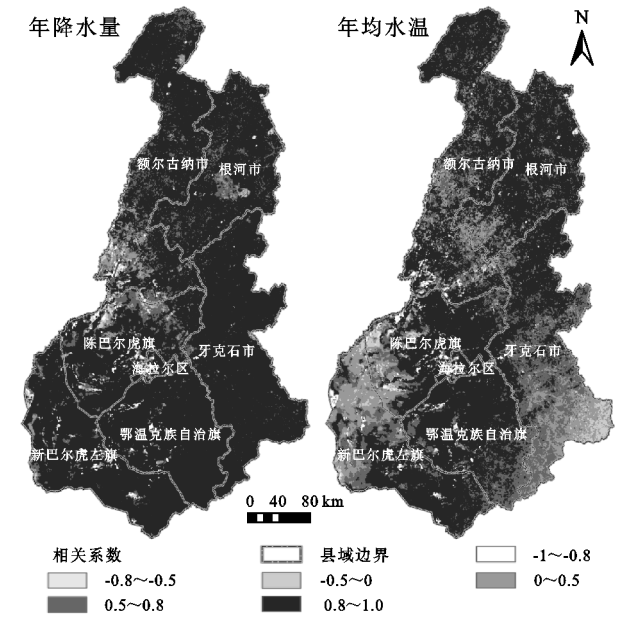 年降水量
年均水温
N
额尔古纳市
根河市
额尔古纳市
根河市
陈巴尔虎旗
牙克石市
海拉尔区
鄂温克族自治旗
新巴尔虎左旗
陈巴尔虎旗
牙克石市
海拉尔区
鄂温克族自治旗
新巴尔虎左旗
0 40 80 km
相关系数
县域边界
-1～-0.8
-0.8～-0.5
-0.5～0
0～0.5
0.5～0.8
0.8～1.0